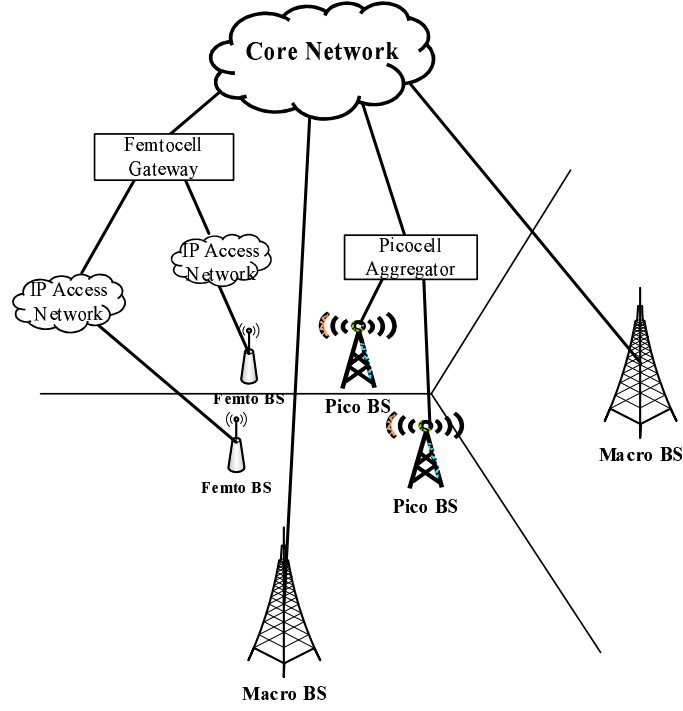 Core Network
Femtocell
Gateway
IP Access
Network
Picocell
Aggregator
IP Access
Network
Femto BS
Pico BS
Macro BS
Femto BS
Pico BS
Macro BS